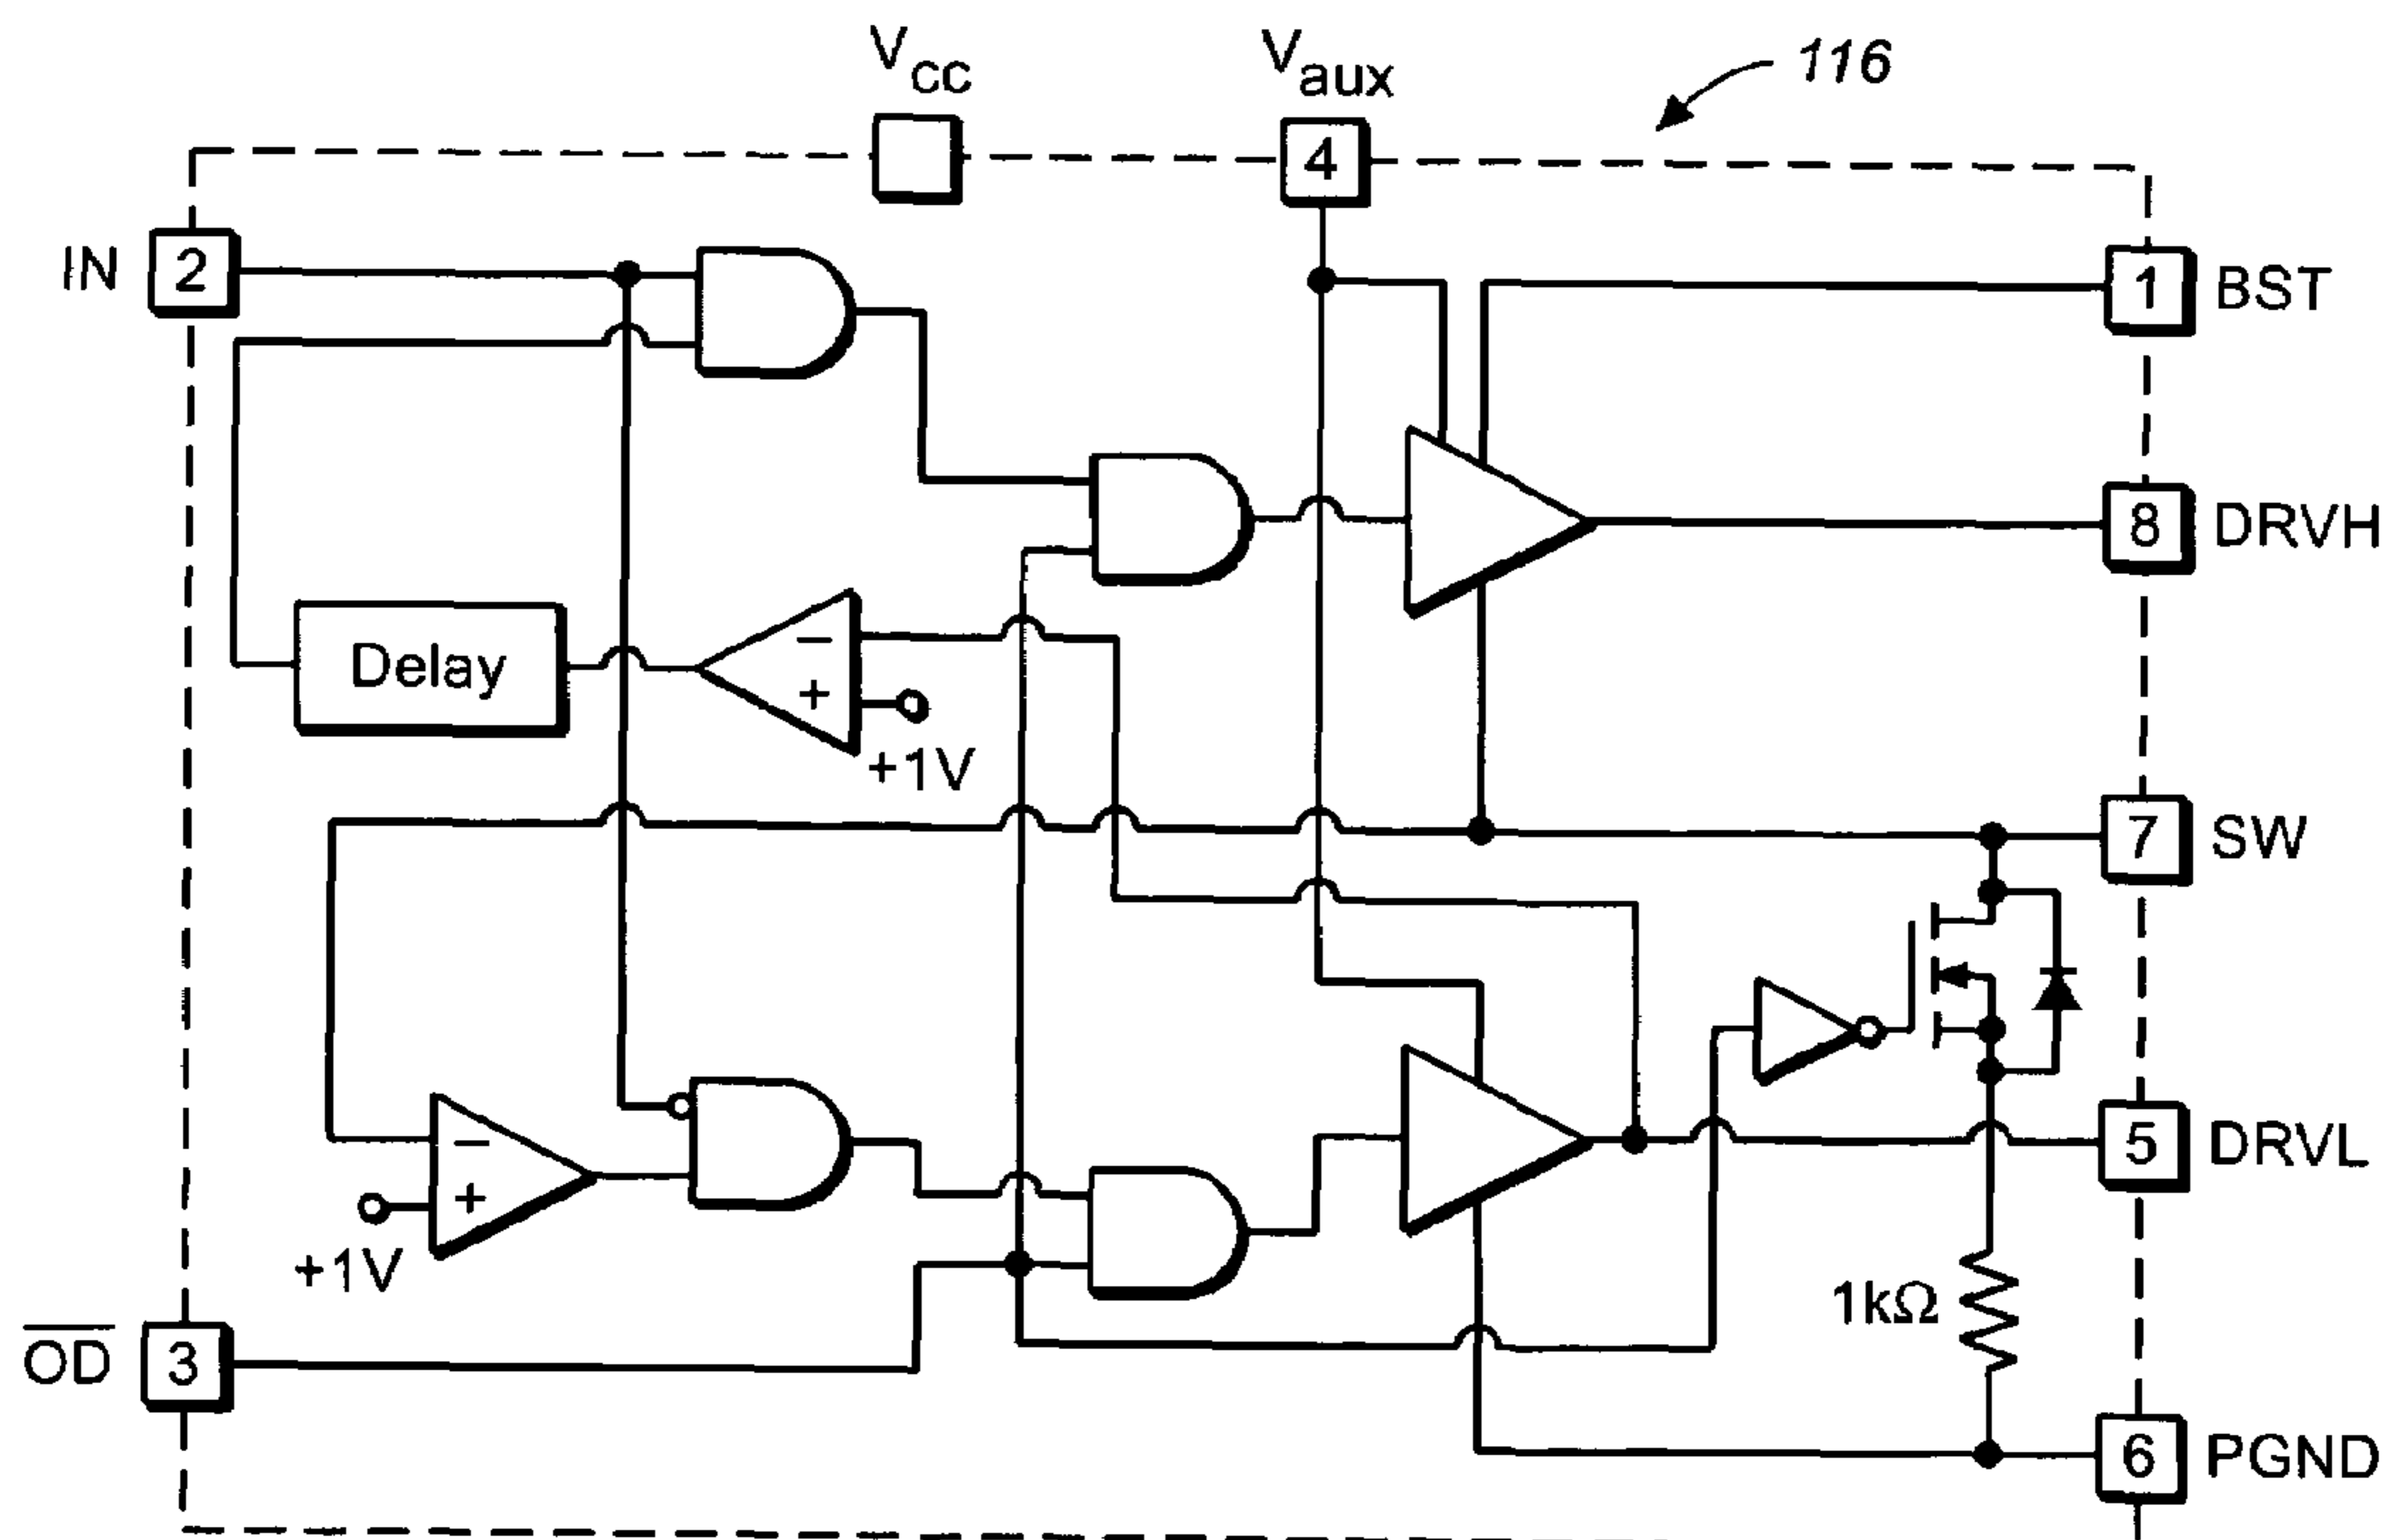 VCC
Vaux
116
4
IN
2
1
BST
8
DRVH
Delay
−
+
+1V
7
SW
−
+
+1V
5
DRVL
1kΩ
OD
3
6
PGND